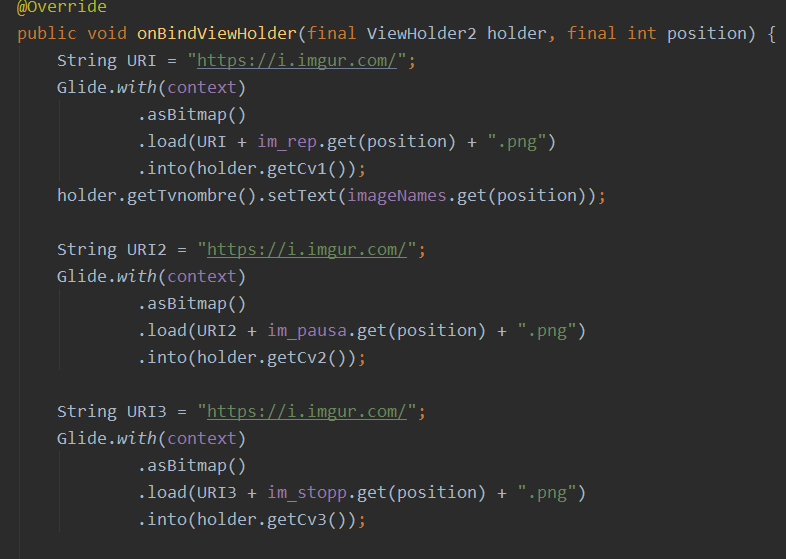 @Override
public void onBindViewHolder(final ViewHolder2 holder, final int position) {
String URI = "https://i.imgur.com/";
Glide.with(context)
.asBitmap()
.load(URI + im_rep.get(position) + ".png")
.into(holder.getCv1());
holder.getTvnombre().setText(imageNames.get(position));
String URI2 = "https://i.imgur.com/";
Glide.with(context)
.asBitmap()
.load(URI2 + im_pausa.get(position) + ".png")
.into(holder.getCv2());
String URI3 = "https://i.imgur.com/";
Glide.with(context)
.asBitmap()
.load(URI3 + im_stopp.get(position) + ".png")
.into(holder.getCv3());